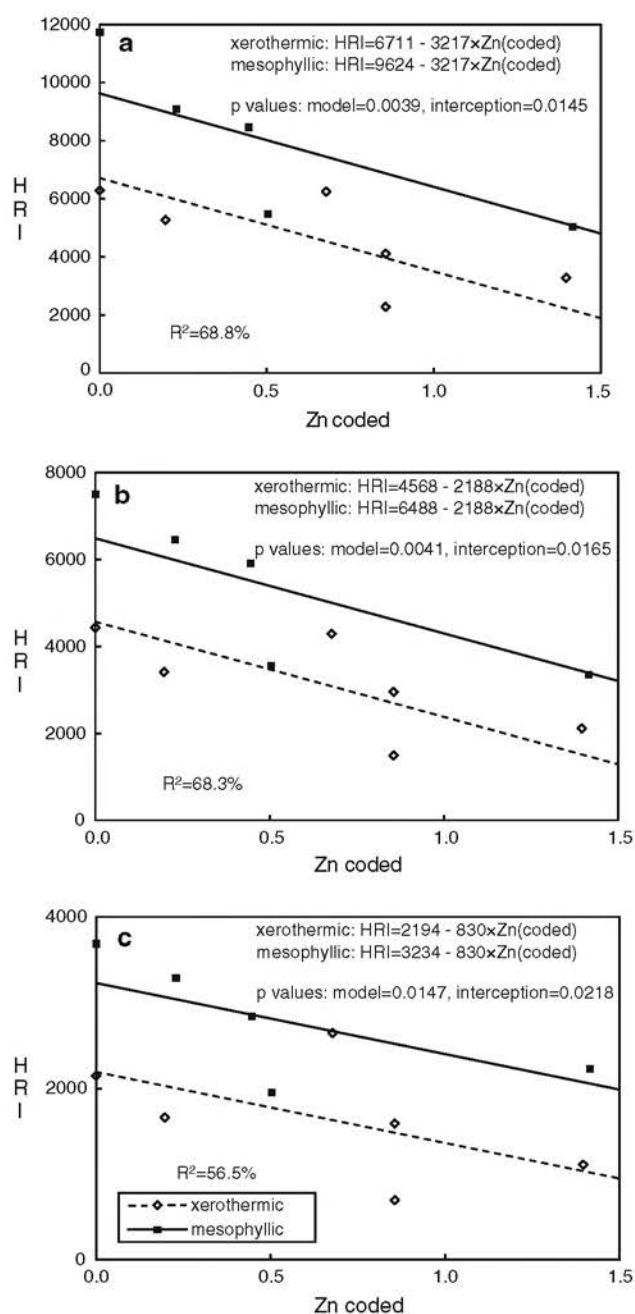 a
xerothermic: HRI=6711 - 3217×Zn(coded)
mesophyllic: HRI=9624 - 3217×Zn(coded)
p values: model=0.0039, interception=0.0145
12000
10000
8000
6000
4000
2000
0
H
R
I
R²=68.8%
0.0 0.5 1.0 1.5
Zn coded
b
xerothermic: HRI=4568 - 2188×Zn(coded)
mesophyllic: HRI=6488 - 2188×Zn(coded)
p values: model=0.0041, interception=0.0165
8000
6000
4000
2000
0
H
R
I
R²=68.3%
0.0 0.5 1.0 1.5
Zn coded
c
xerothermic: HRI=2194 - 830×Zn(coded)
mesophyllic: HRI=3234 - 830×Zn(coded)
p values: model=0.0147, interception=0.0218
4000
2000
0
H
R
I
R²=56.5%
xerothermic
mesophyllic
0.0 0.5 1.0 1.5
Zn coded